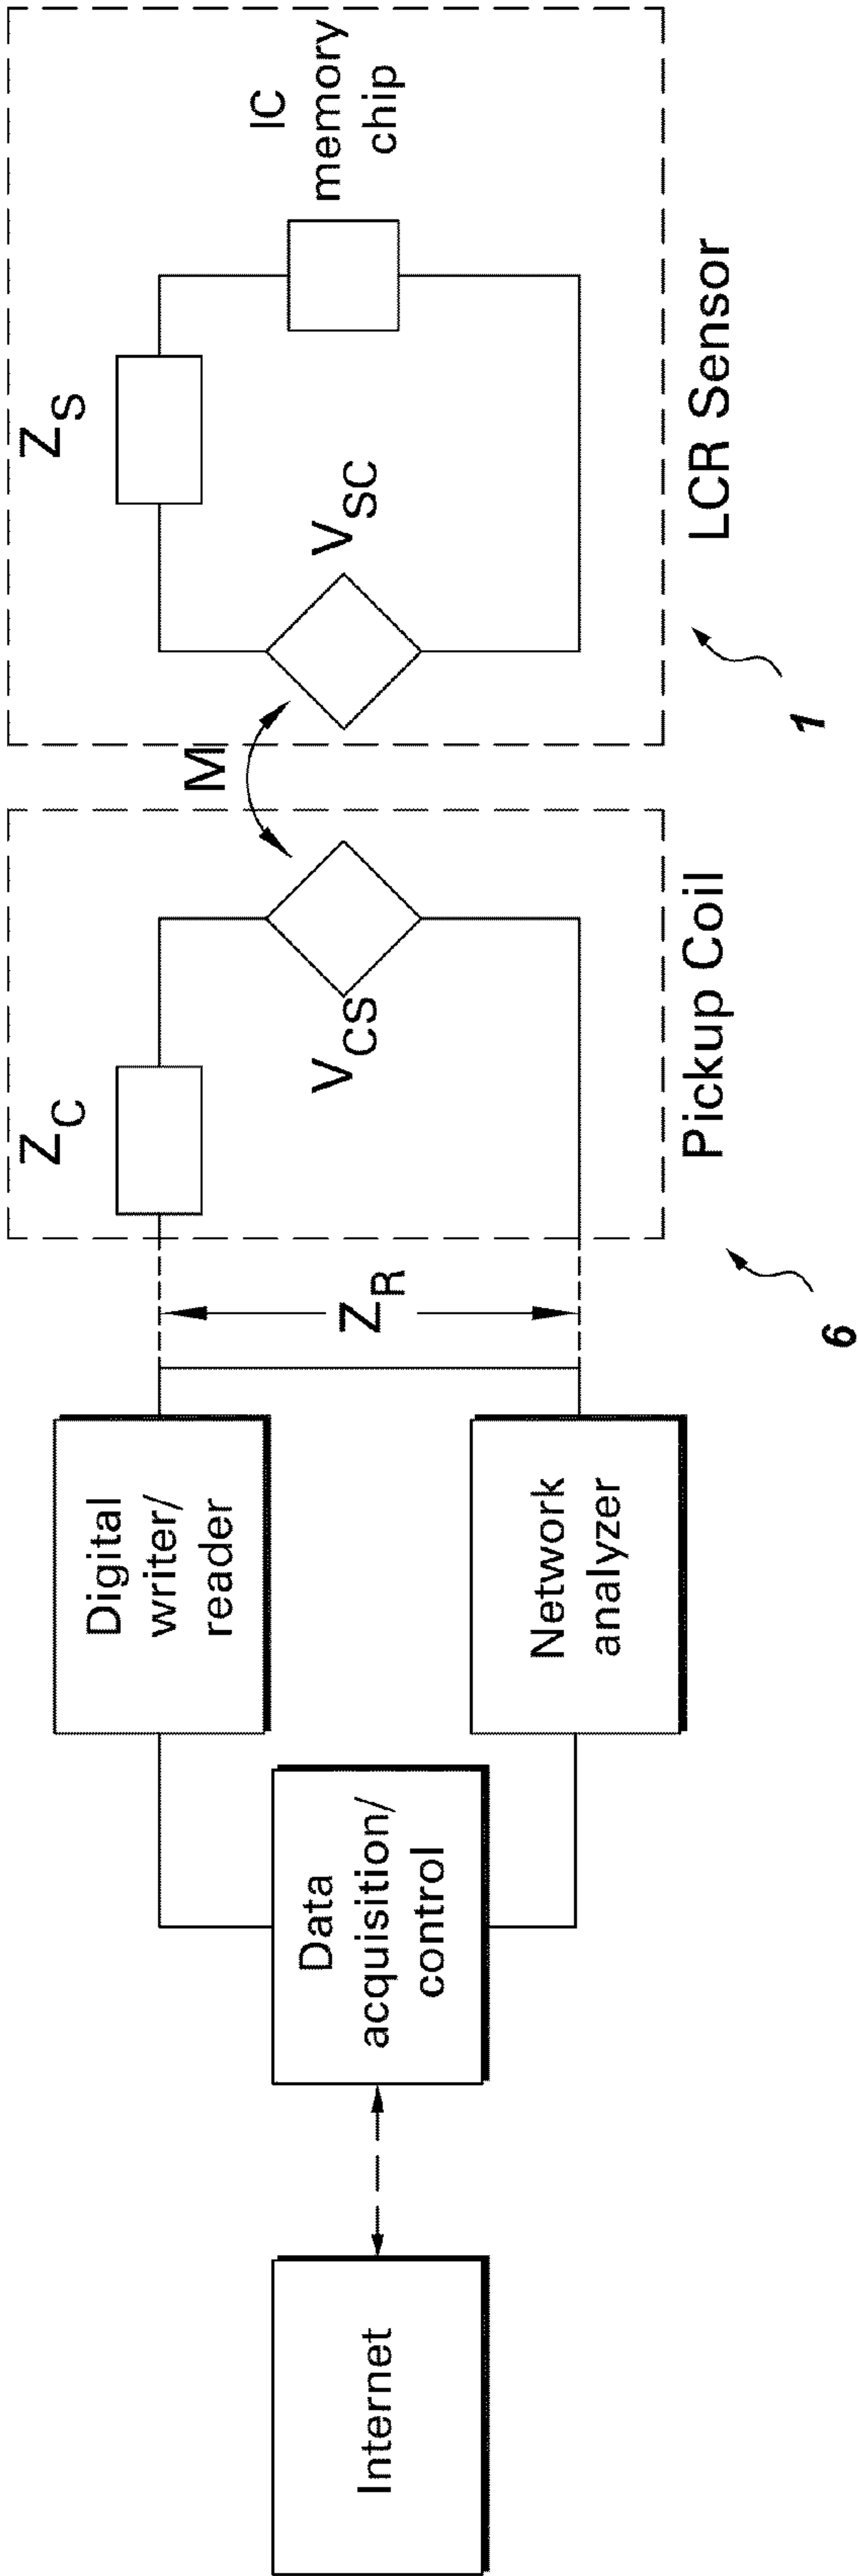 Internet
Data
acquisition/
control
Digital
writer/
reader
Network
analyzer
Z_R
Z_C
V_CS
Pickup Coil
6
M
Z_S
V_SC
IC
memory
chip
LCR Sensor
1